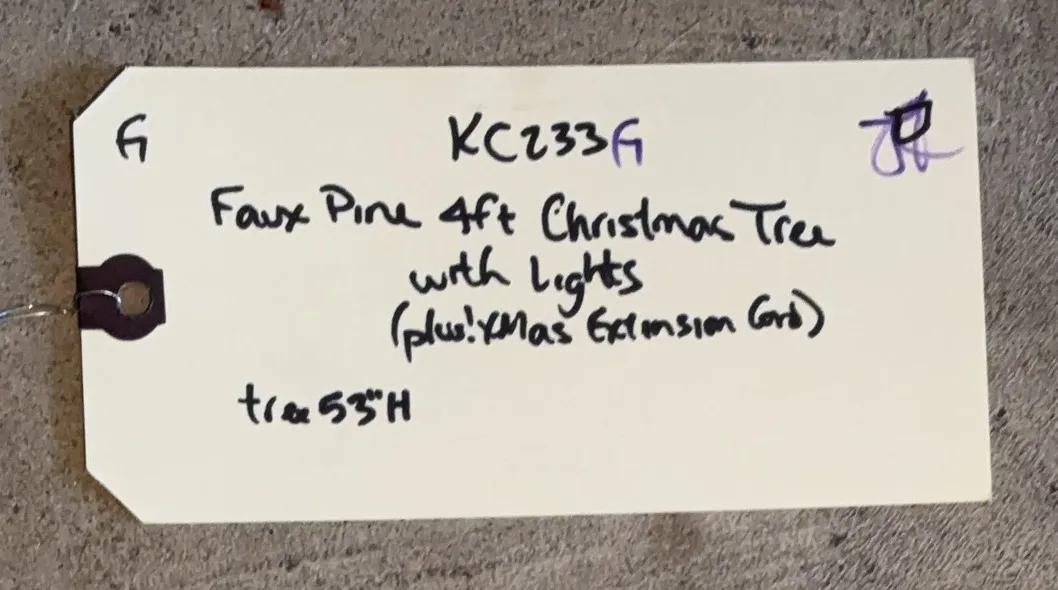 G
KC233G
Faux Pine 4ft Christmas Tree
with Lights
(plus! XMas Extension Cord)
tree 53"H